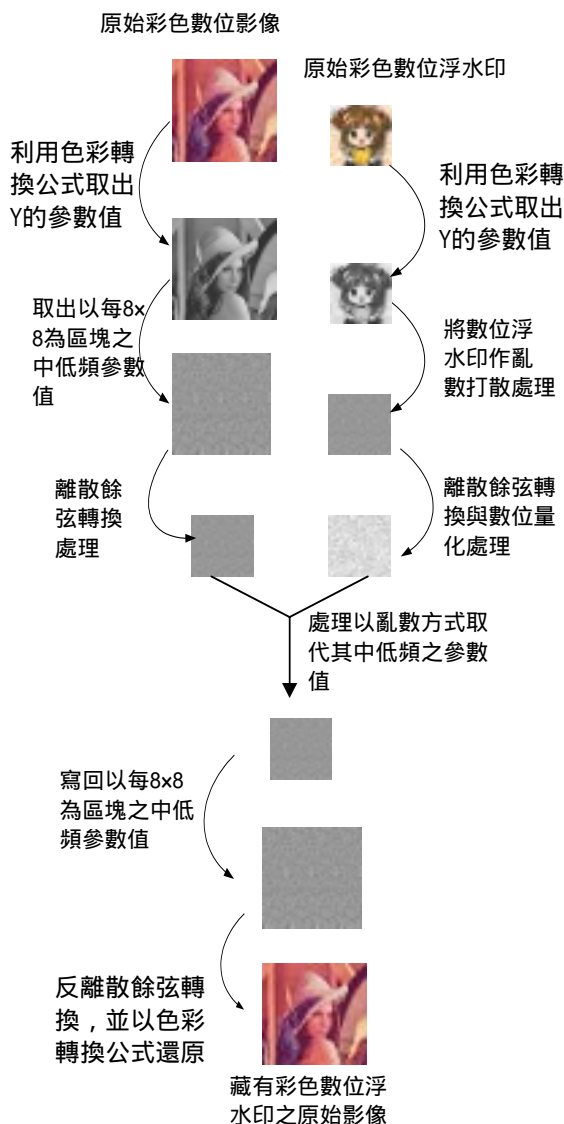 原始彩色數位影像
原始彩色數位浮水印
利用色彩轉
換公式取出
Y的參數值
利用色彩轉
換公式取出
Y的參數值
取出以每8x
8為區塊之
中低頻參數
值
將數位浮
水印作亂
數打散處理
離散餘
弦轉換
處理
離散餘弦轉
換與數位量
化處理
處理以亂數方式取
代其中低頻之參數
值
寫回以每8x8
為區塊之中低
頻參數值
反離散餘弦轉
換，並以色彩
轉換公式還原
藏有彩色數位浮
水印之原始影像